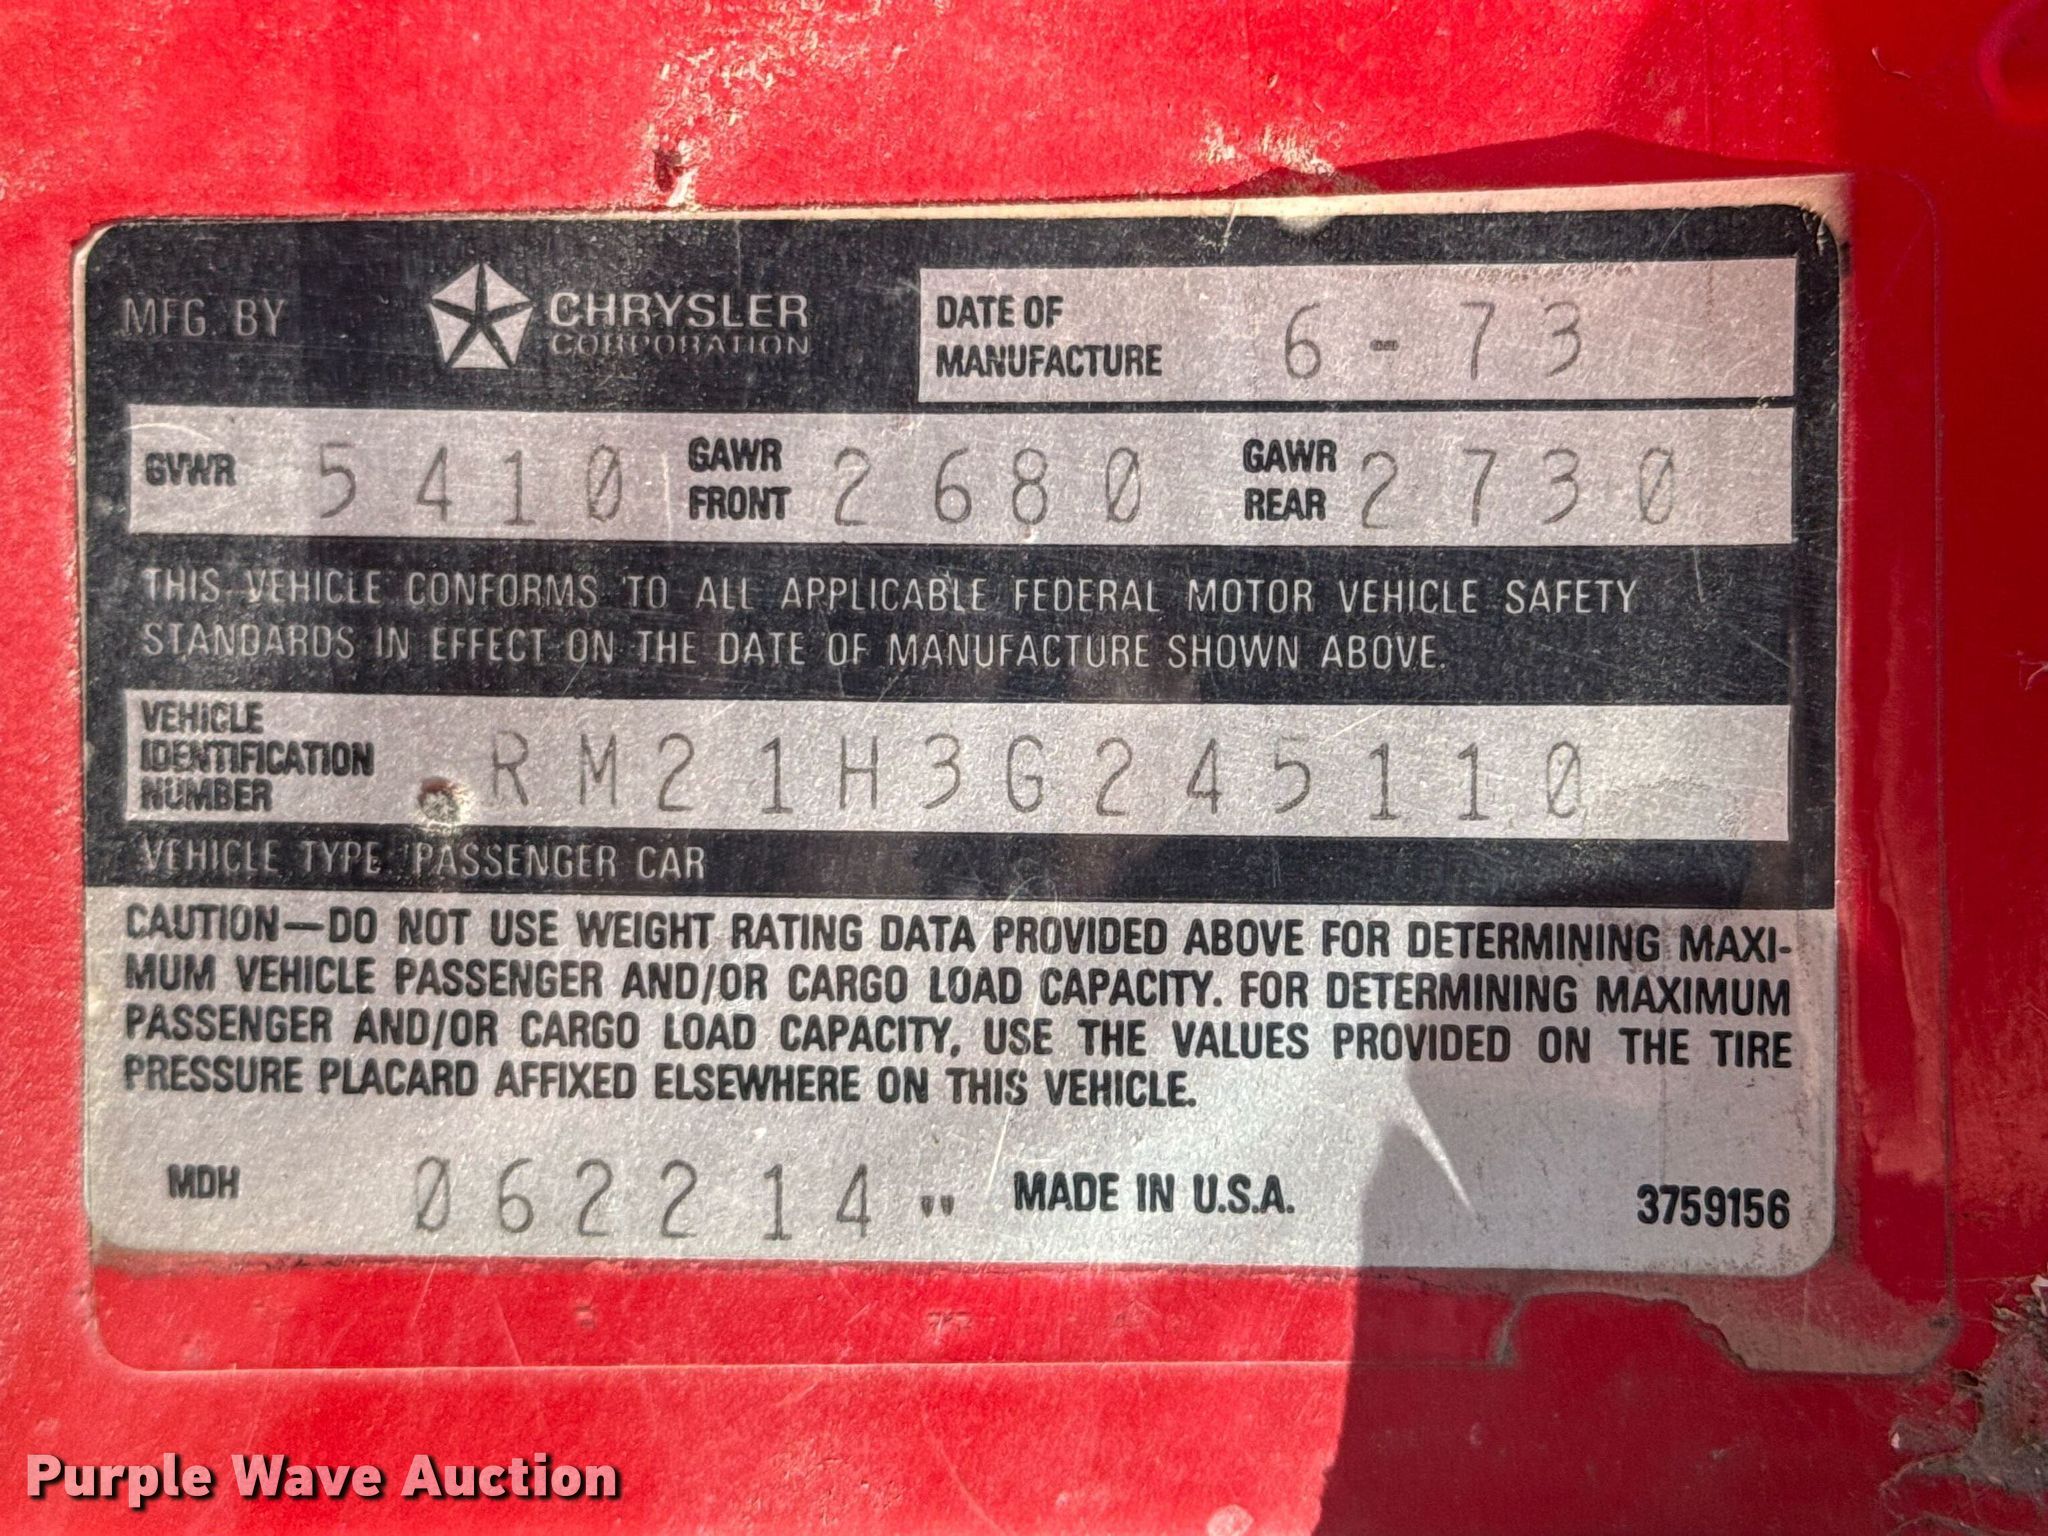 MFG. BY CHRYSLER CORPORATION
DATE OF MANUFACTURE 6-73
GVWR 5410 GAWR FRONT 2680 GAWR REAR 2730
THIS VEHICLE CONFORMS TO ALL APPLICABLE FEDERAL MOTOR VEHICLE SAFETY
STANDARDS IN EFFECT ON THE DATE OF MANUFACTURE SHOWN ABOVE.
VEHICLE IDENTIFICATION NUMBER RM21H3G245110
VEHICLE TYPE PASSENGER CAR
CAUTION—DO NOT USE WEIGHT RATING DATA PROVIDED ABOVE FOR DETERMINING MAXI-
MUM VEHICLE PASSENGER AND/OR CARGO LOAD CAPACITY. FOR DETERMINING MAXIMUM
PASSENGER AND/OR CARGO LOAD CAPACITY, USE THE VALUES PROVIDED ON THE TIRE
PRESSURE PLACARD AFFIXED ELSEWHERE ON THIS VEHICLE.
MDH 062214" MADE IN U.S.A. 3759156
Purple Wave Auction